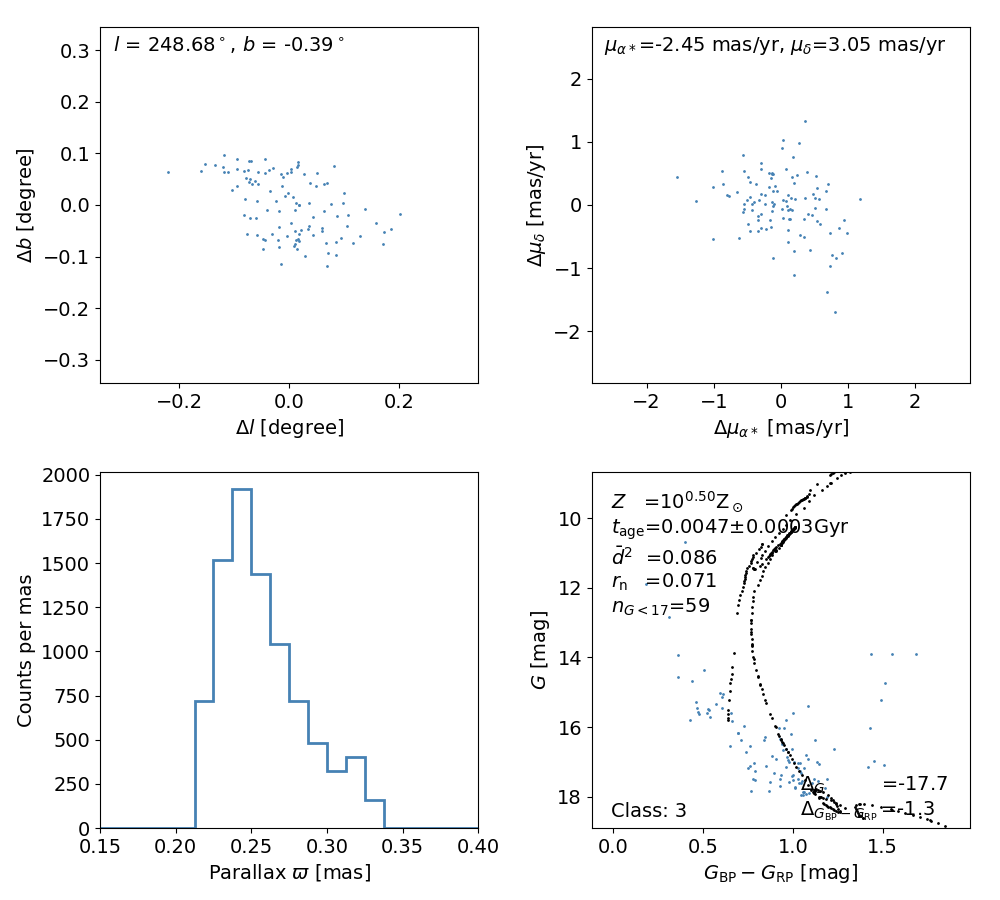 l = 248.68°, b = -0.39°
0.3
0.2
0.1
0.0
−0.1
−0.2
−0.3
Δb [degree]
−0.2 0.0 0.2
Δl [degree]
μα*=-2.45 mas/yr, μδ=3.05 mas/yr
2
1
0
−1
−2
Δμδ [mas/yr]
−2 −1 0 1 2
Δμα* [mas/yr]
2000
1750
1500
1250
1000
750
500
250
0
Counts per mas
0.15 0.20 0.25 0.30 0.35 0.40
Parallax ϖ [mas]
Z =10^0.50 Z⊙
t_age=0.0047±0.0003Gyr
d̄² =0.086
r_n =0.071
n_G<17=59
10
12
14
16
18
G [mag]
Δ_G =-17.7
Class: 3
Δ_G_BP−G_RP =-1.3
0.0 0.5 1.0 1.5
G_BP − G_RP [mag]